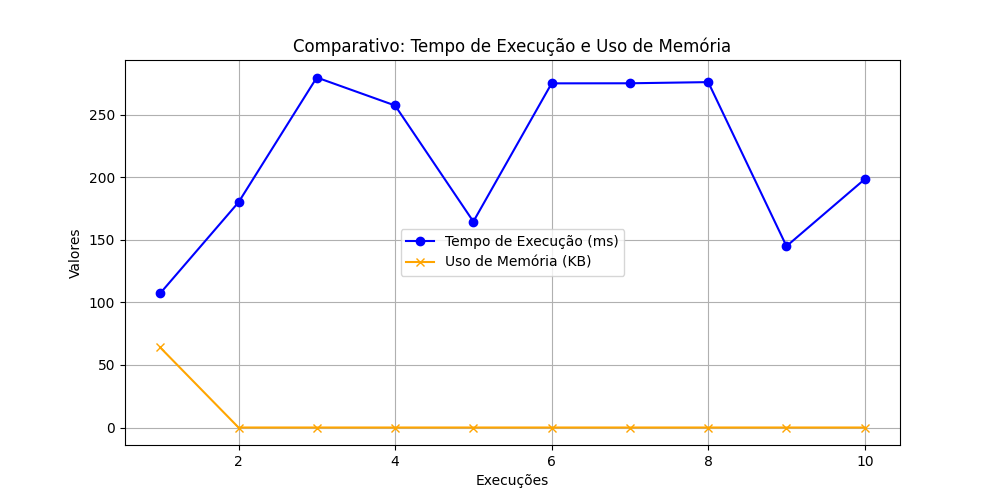 Comparativo: Tempo de Execução e Uso de Memória
Valores
250
200
150
100
50
0
Tempo de Execução (ms)
Uso de Memória (KB)
2
4
6
8
10
Execuções